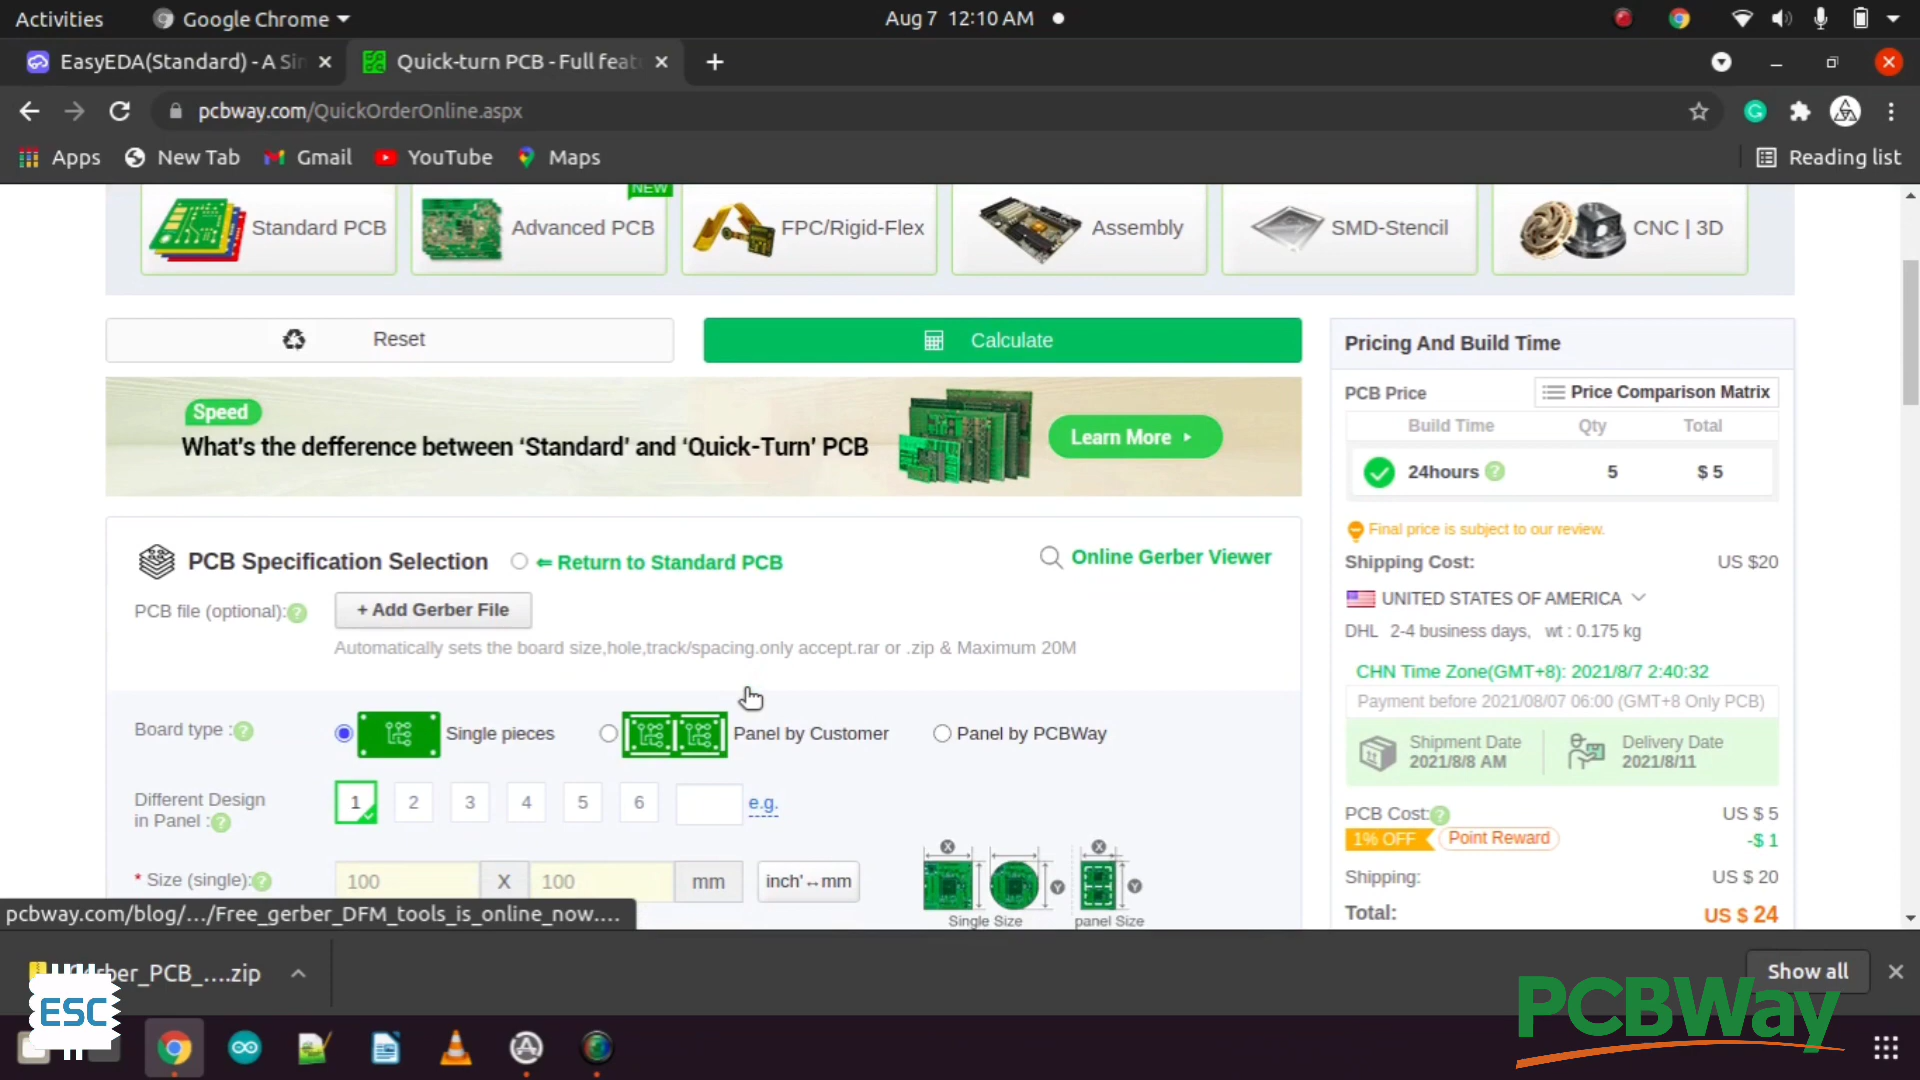 Activities
Google Chrome
Aug 7 12:10 AM
EasyEDA(Standard) - A Sin
Quick-turn PCB - Full feat
pcbway.com/QuickOrderOnline.aspx
Apps
New Tab
Gmail
YouTube
Maps
Reading list
Standard PCB
NEW
Advanced PCB
FPC/Rigid-Flex
Assembly
SMD-Stencil
CNC | 3D
Reset
Calculate
Speed
What's the defference between ‘Standard’ and ‘Quick-Turn’ PCB
Learn More
PCB Specification Selection
⇐ Return to Standard PCB
Online Gerber Viewer
PCB file (optional):
+ Add Gerber File
Automatically sets the board size,hole,track/spacing.only accept.rar or .zip & Maximum 20M
Board type :
Single pieces
Panel by Customer
Panel by PCBWay
Different Design
in Panel :
1
2
3
4
5
6
e.g.
* Size (single):
100
X
100
mm
inch'↔mm
X
X
Y
Y
Single Size
panel Size
Pricing And Build Time
PCB Price
Price Comparison Matrix
Build Time
Qty
Total
24hours
5
$ 5
Final price is subject to our review.
Shipping Cost:
US $20
UNITED STATES OF AMERICA
DHL 2-4 business days, wt : 0.175 kg
CHN Time Zone(GMT+8): 2021/8/7 2:40:32
Payment before 2021/08/07 06:00 (GMT+8 Only PCB)
Shipment Date
2021/8/8 AM
Delivery Date
2021/8/11
PCB Cost:
US $ 5
1% OFF
Point Reward
-$ 1
Shipping:
US $ 20
Total:
US $ 24
pcbway.com/blog/.../Free_gerber_DFM_tools_is_online_now....
rber_PCB_....zip
Show all
ESC
PCBWay